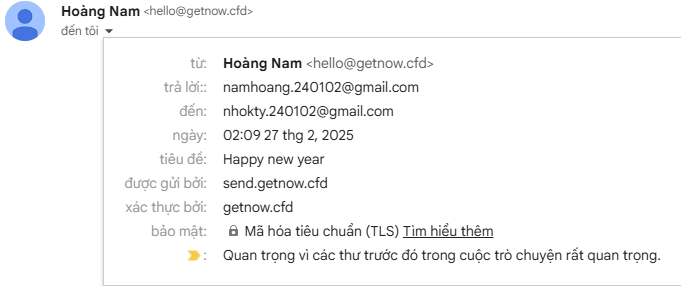 Hoàng Nam <hello@getnow.cfd>
đến tôi
từ: Hoàng Nam <hello@getnow.cfd>
trả lời:: namhoang.240102@gmail.com
đến: nhokty.240102@gmail.com
ngày: 02:09 27 thg 2, 2025
tiêu đề: Happy new year
được gửi bởi: send.getnow.cfd
xác thực bởi: getnow.cfd
bảo mật: Mã hóa tiêu chuẩn (TLS) Tìm hiểu thêm
: Quan trọng vì các thư trước đó trong cuộc trò chuyện rất quan trọng.